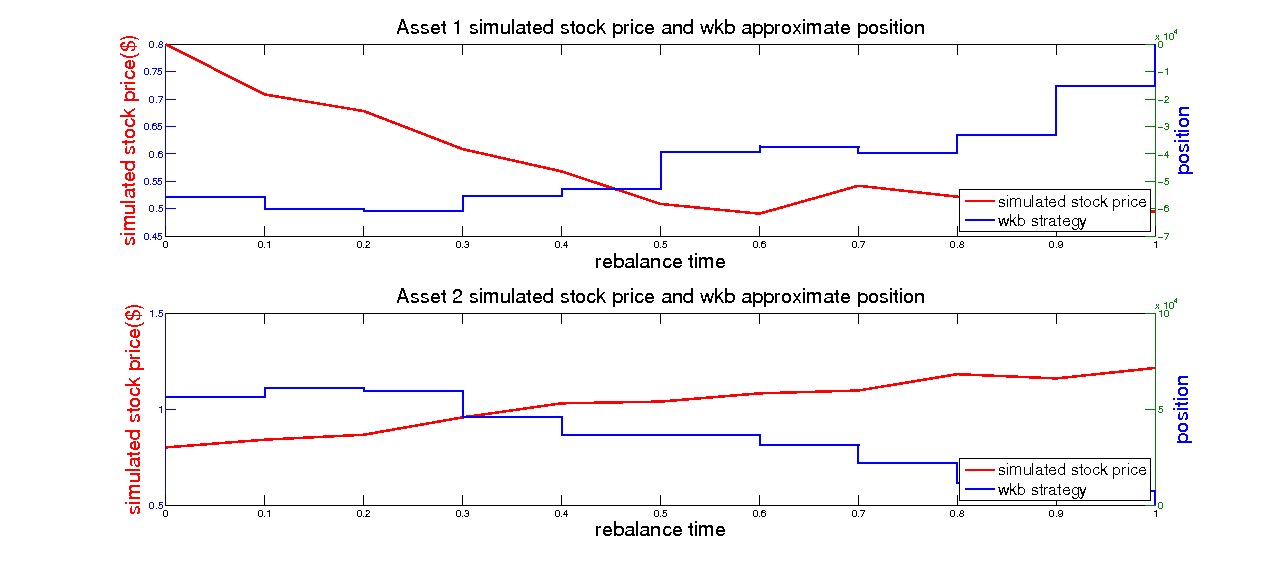 Asset 1 simulated stock price and wkb approximate position
simulated stock price($)
0.8
0.75
0.7
0.65
0.6
0.55
0.5
0.45
x 10^4
0
-1
-2
-3
-4
-5
-6
-7
position
simulated stock price
wkb strategy
0 0.1 0.2 0.3 0.4 0.5 0.6 0.7 0.8 0.9 1
rebalance time
Asset 2 simulated stock price and wkb approximate position
simulated stock price($)
1.5
1
0.5
x 10^4
10
5
0
position
simulated stock price
wkb strategy
0 0.1 0.2 0.3 0.4 0.5 0.6 0.7 0.8 0.9 1
rebalance time